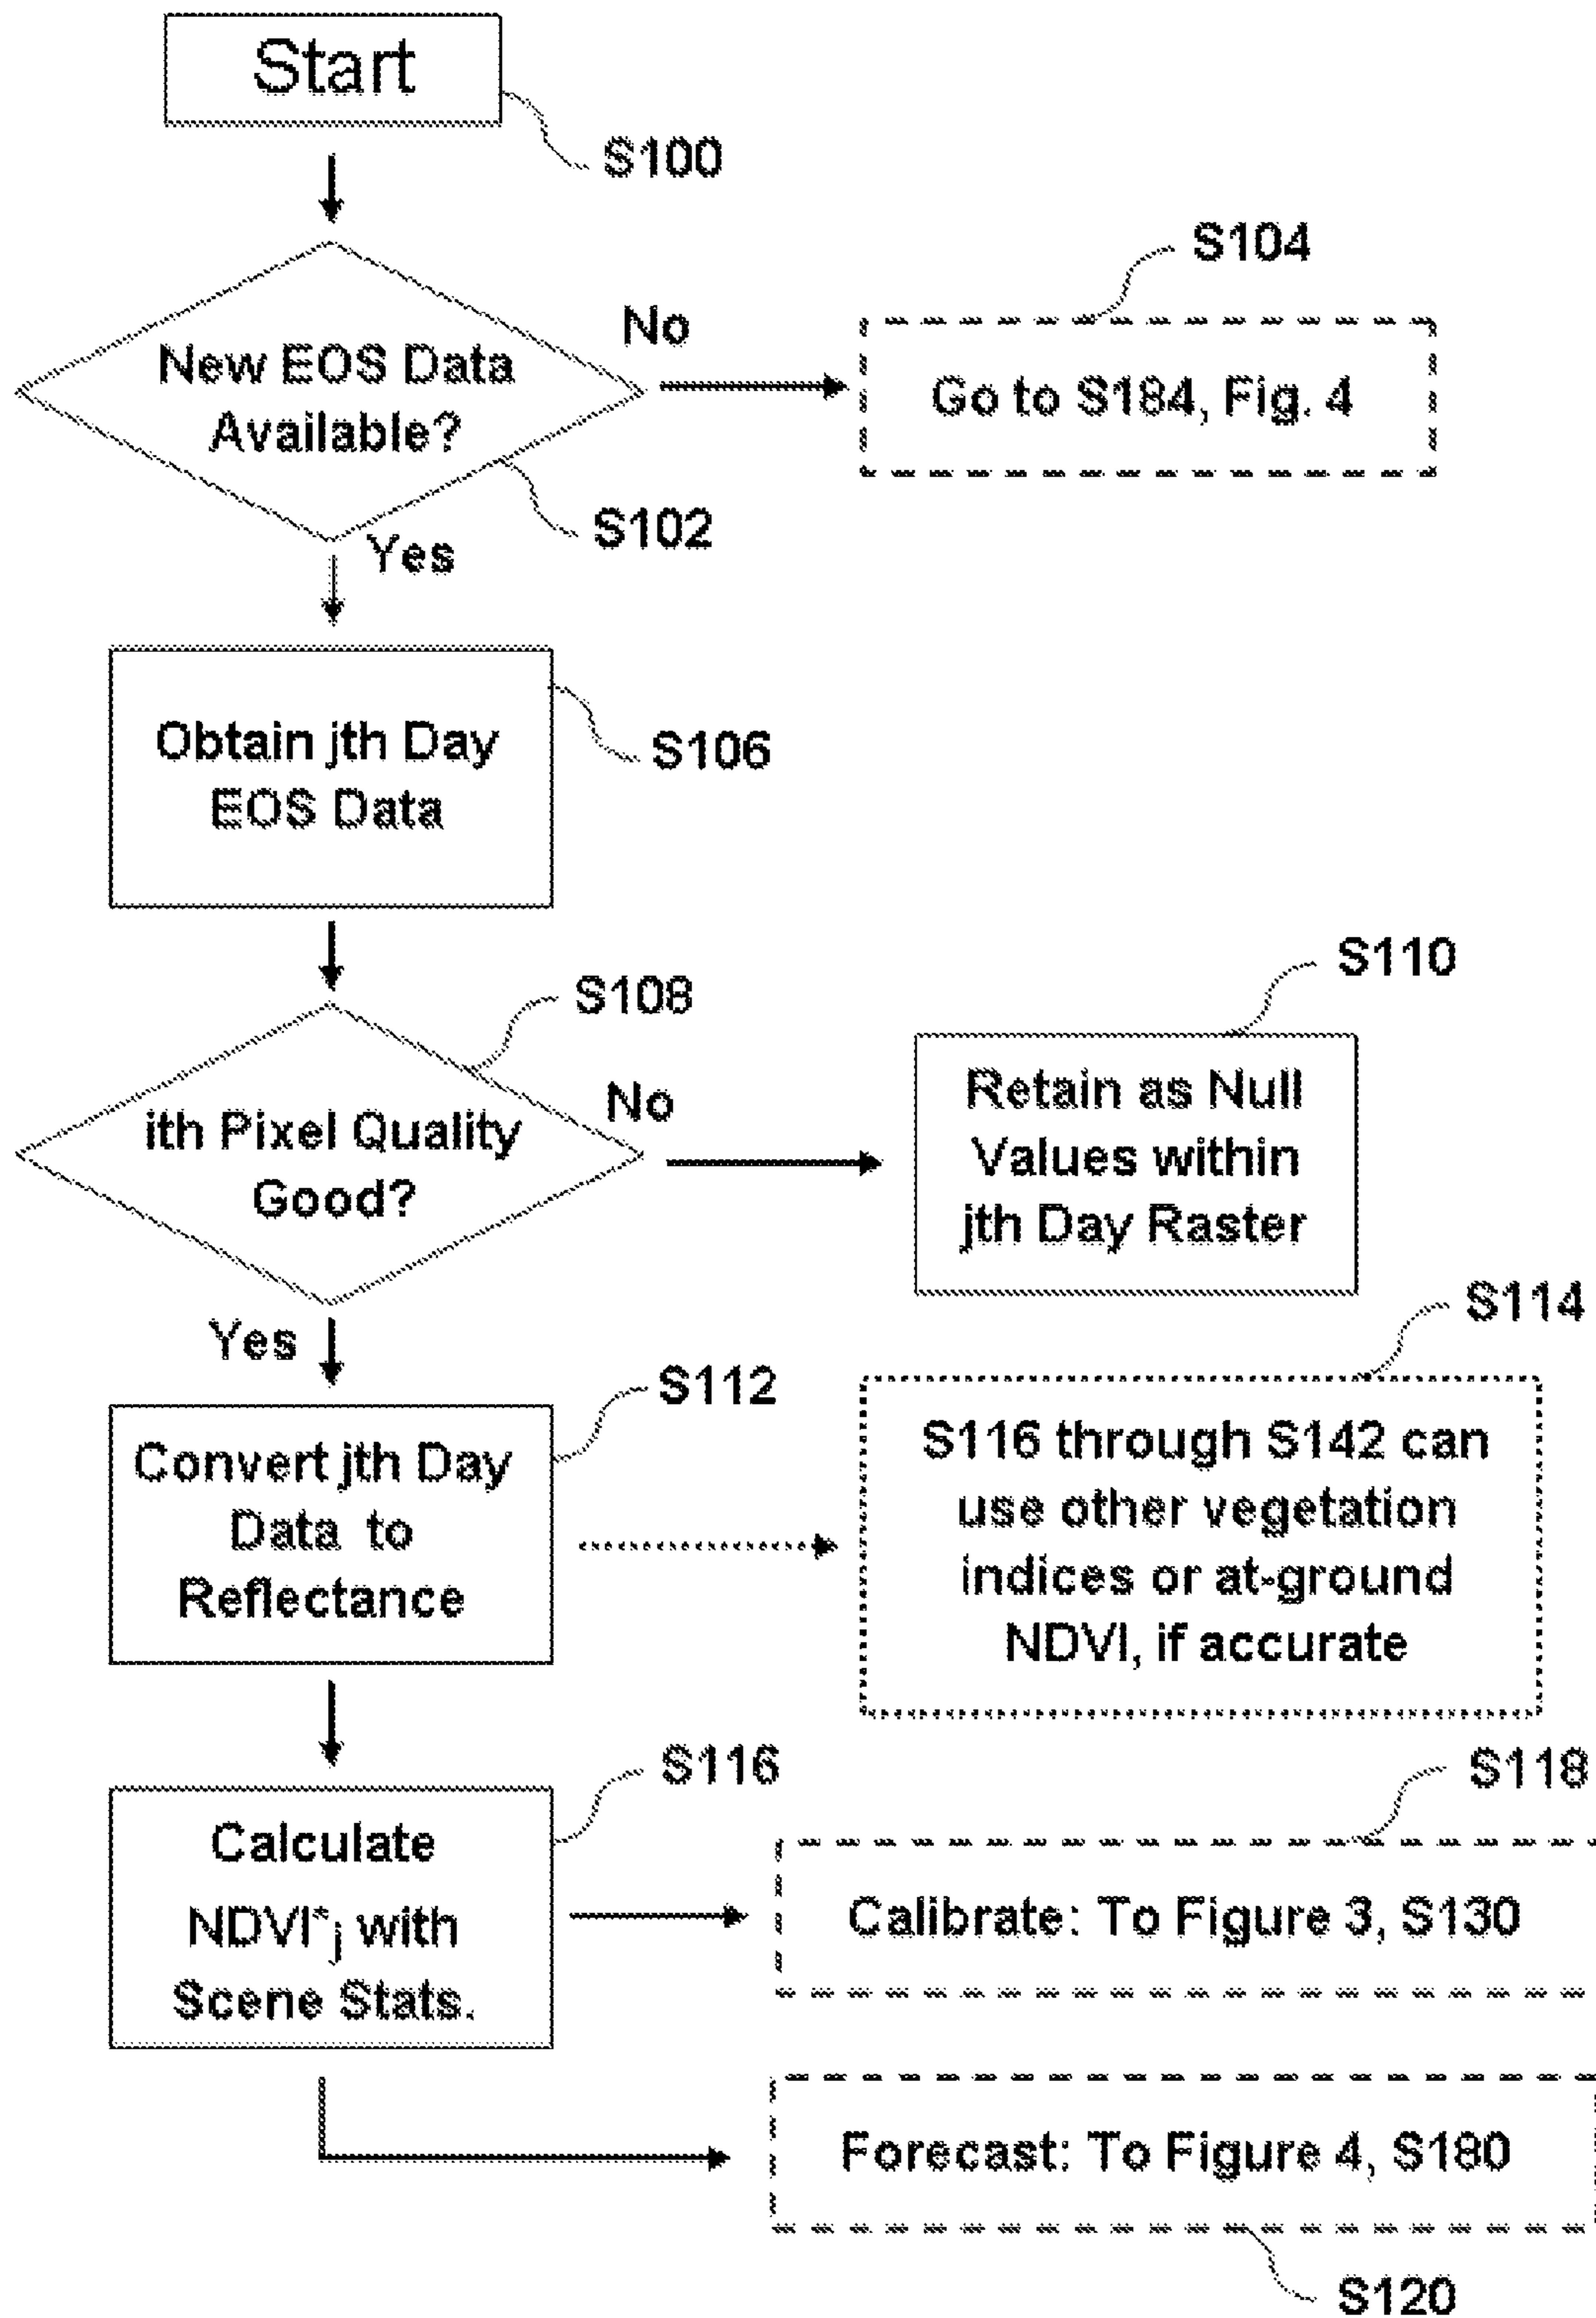 Start
S100
S104
No
New EOS Data
Available?
Go to S184, Fig. 4
S102
Yes
Obtain jth Day
EOS Data
S106
S110
S108
ith Pixel Quality
Good?
No
Retain as Null
Values within
jth Day Raster
S114
Yes
S112
Convert jth Day
Data to
Reflectance
S116 through S142 can
use other vegetation
indices or at-ground
NDVI, if accurate
S116
S118
Calculate
NDVI*j with
Scene Stats.
Calibrate: To Figure 3, S130
Forecast: To Figure 4, S180
S120